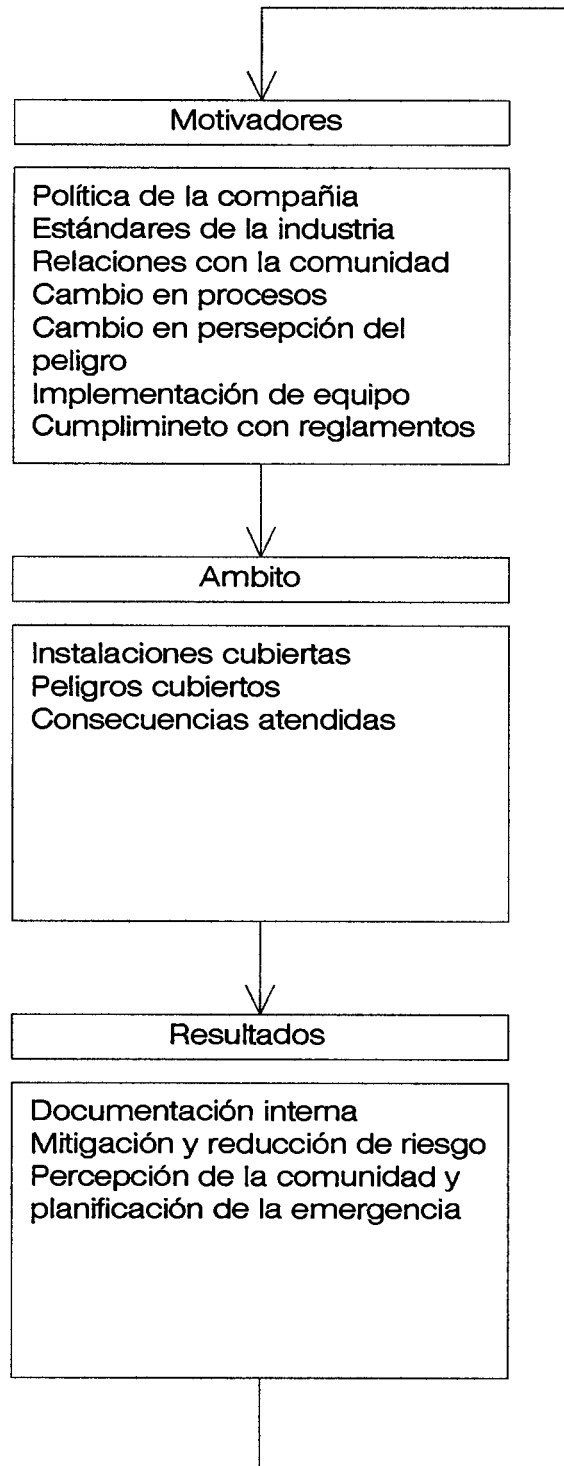 Motivadores
Política de la compañia
Estándares de la industria
Relaciones con la comunidad
Cambio en procesos
Cambio en persepción del
peligro
Implementación de equipo
Cumplimineto con reglamentos
Ambito
Instalaciones cubiertas
Peligros cubiertos
Consecuencias atendidas
Resultados
Documentación interna
Mitigación y reducción de riesgo
Percepción de la comunidad y
planificación de la emergencia